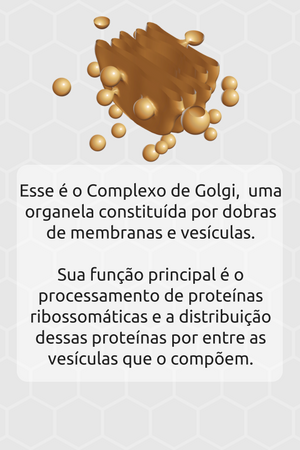 Esse é o Complexo de Golgi, uma
organela constituída por dobras
de membranas e vesículas.
Sua função principal é o
processamento de proteínas
ribossomáticas e a distribuição
dessas proteínas por entre as
vesículas que o compõem.